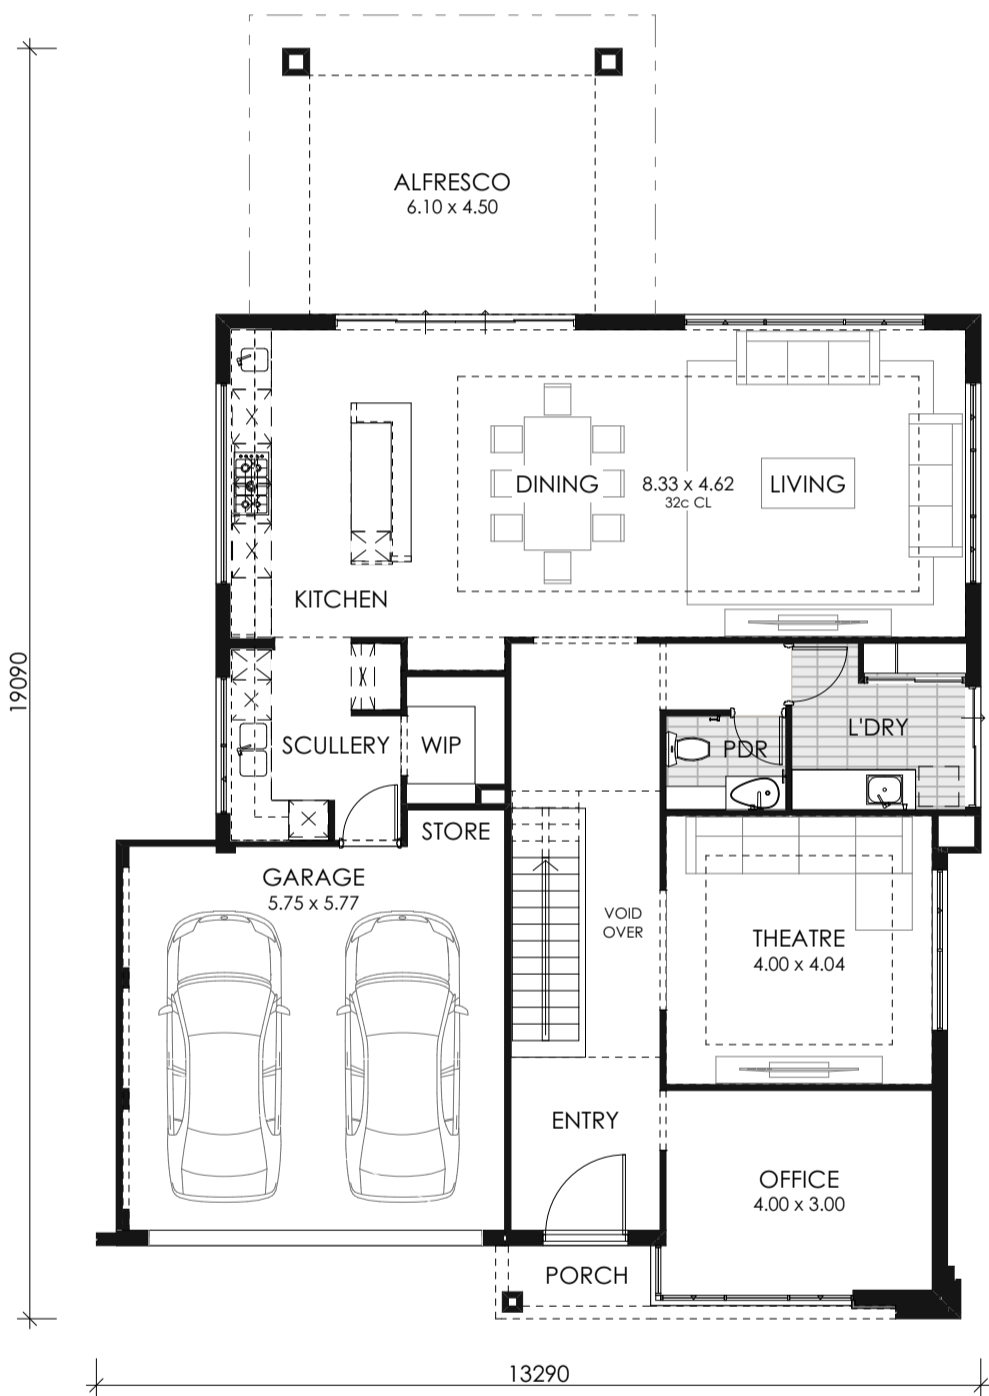 ALFRESCO
6.10 x 4.50
DINING
8.33 x 4.62
32c CL
LIVING
KITCHEN
19090
SCULLERY
WIP
PDR
L'DRY
STORE
GARAGE
5.75 x 5.77
VOID
OVER
THEATRE
4.00 x 4.04
ENTRY
OFFICE
4.00 x 3.00
PORCH
13290